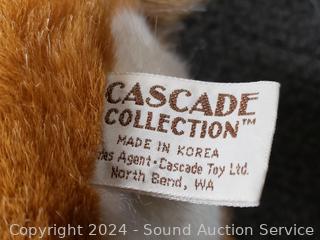 CASCADE
COLLECTION™
MADE IN KOREA
Agent·Cascade Toy Ltd.
North Bend, WA
Copyright © 2024 - Sound Auction Service